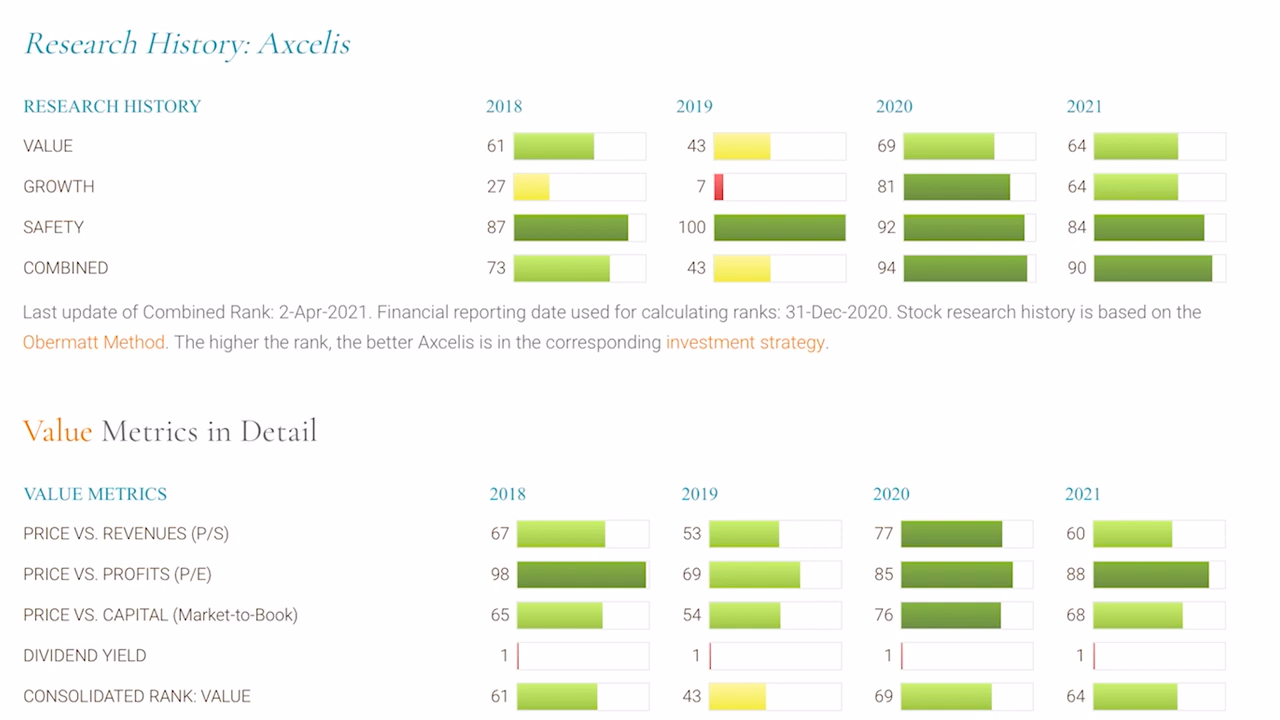 Research History: Axcelis
RESEARCH HISTORY 2018 2019 2020 2021
VALUE 61 43 69 64
GROWTH 27 7 81 64
SAFETY 87 100 92 84
COMBINED 73 43 94 90
Last update of Combined Rank: 2-Apr-2021. Financial reporting date used for calculating ranks: 31-Dec-2020. Stock research history is based on the
Obermatt Method. The higher the rank, the better Axcelis is in the corresponding investment strategy.
Value Metrics in Detail
VALUE METRICS 2018 2019 2020 2021
PRICE VS. REVENUES (P/S) 67 53 77 60
PRICE VS. PROFITS (P/E) 98 69 85 88
PRICE VS. CAPITAL (Market-to-Book) 65 54 76 68
DIVIDEND YIELD 1 1 1 1
CONSOLIDATED RANK: VALUE 61 43 69 64